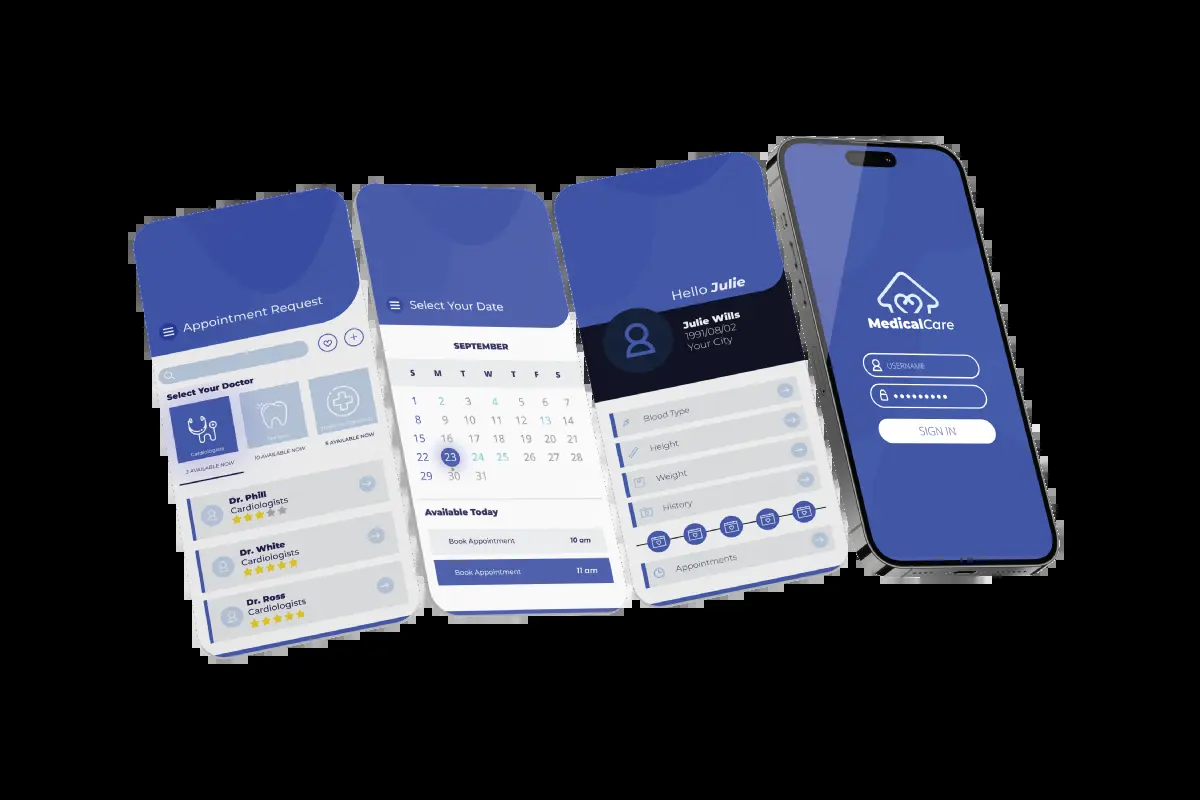 Appointment Request
Select Your Doctor
Cardiologists
2 AVAILABLE NOW
10 AVAILABLE NOW
8 AVAILABLE NOW
Dr. Phill
Cardiologists
Dr. White
Cardiologists
Dr. Ross
Cardiologists
Select Your Date
SEPTEMBER
S M T W T F S
1 2 3 4 5 6 7
8 9 10 11 12 13 14
15 16 17 18 19 20 21
22 23 24 25 26 27 28
29 30 31
Available Today
Book Appointment 10 am
Book Appointment 11 am
Hello Julie
Julie Wills
1991/08/02
Your City
Blood Type
Height
Weight
History
Appointments
MedicalCare
USERNAME
SIGN IN